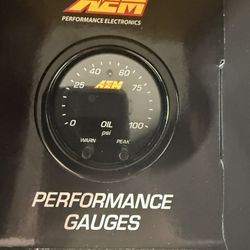 AEM
PERFORMANCE ELECTRONICS
60
40
75
25
AEM
0 OIL 100
psi
WARN PEAK
PERFORMANCE
GAUGES